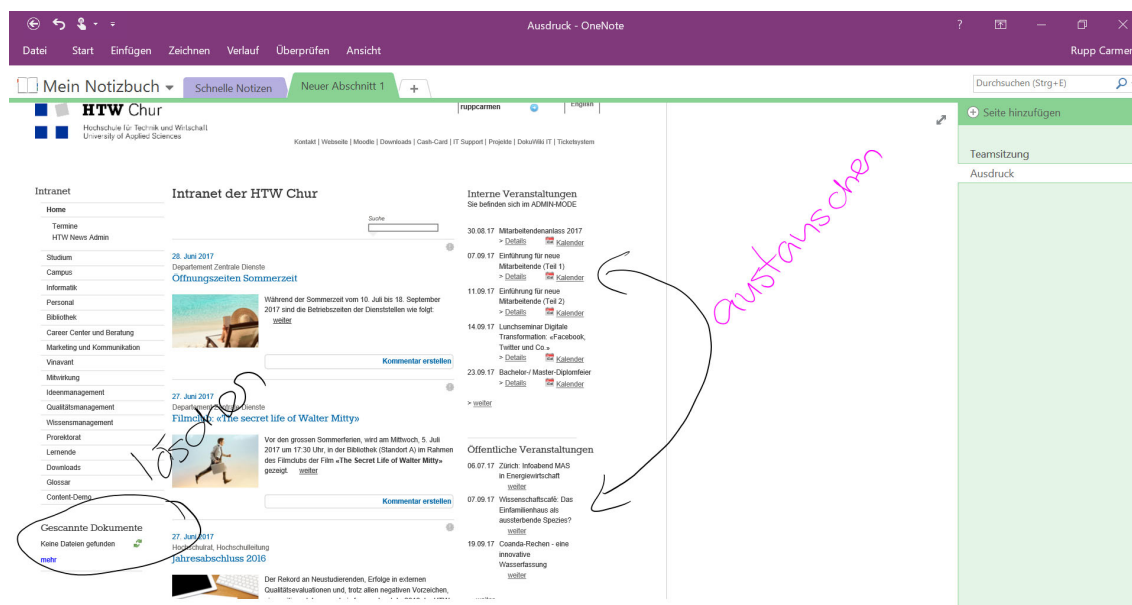 Ausdruck - OneNote
?
Datei Start Einfügen Zeichnen Verlauf Überprüfen Ansicht
Rupp Carmen
Mein Notizbuch
Schnelle Notizen
Neuer Abschnitt 1
+
Durchsuchen (Strg+E)
HTW Chur
Hochschule für Technik und Wirtschaft
University of Applied Sciences
ruppcarmen
English
Kontakt | Webseite | Moodle | Downloads | Cash-Card | IT Support | Projekte | DokuWiki IT | Ticketsystem
Seite hinzufügen
Teamsitzung
Ausdruck
austauschen
Intranet
Home
Termine
HTW News Admin
Studium
Campus
Informatik
Personal
Bibliothek
Career Center und Beratung
Marketing und Kommunikation
Vinavant
Mitwirkung
Ideenmanagement
Qualitätsmanagement
Wissensmanagement
Prorektorat
Lernende
Downloads
Glossar
Content-Demo
Gescannte Dokumente
Keine Dateien gefunden
mehr
Intranet der HTW Chur
Suche
28. Juni 2017
Departement Zentrale Dienste
Öffnungszeiten Sommerzeit
Während der Sommerzeit vom 10. Juli bis 18. September
2017 sind die Betriebszeiten der Dienststellen wie folgt:
weiter
Kommentar erstellen
27. Juni 2017
Departement Zentrale Dienste
Filmclub: «The secret life of Walter Mitty»
Vor den grossen Sommerferien, wird am Mittwoch, 5. Juli
2017 um 17:30 Uhr, in der Bibliothek (Standort A) im Rahmen
des Filmclubs der Film «The Secret Life of Walter Mitty»
gezeigt. weiter
Kommentar erstellen
27. Juni 2017
Hochschulrat, Hochschulleitung
Jahresabschluss 2016
Der Rekord an Neustudierenden, Erfolge in externen
Qualitätsevaluationen und, trotz allen negativen Vorzeichen,
Interne Veranstaltungen
Sie befinden sich im ADMIN-MODE
30.08.17 Mitarbeitendenanlass 2017
> Details Kalender
07.09.17 Einführung für neue
Mitarbeitende (Teil 1)
> Details Kalender
11.09.17 Einführung für neue
Mitarbeitende (Teil 2)
> Details Kalender
14.09.17 Lunchseminar Digitale
Transformation: «Facebook,
Twitter und Co.»
> Details Kalender
23.09.17 Bachelor-/ Master-Diplomfeier
> Details Kalender
> weiter
Öffentliche Veranstaltungen
06.07.17 Zürich: Infoabend MAS
in Energiewirtschaft
weiter
07.09.17 Wissenschaftscafé: Das
Einfamilienhaus als
aussterbende Spezies?
weiter
19.09.17 Coanda-Rechen - eine
innovative
Wasserfassung
weiter